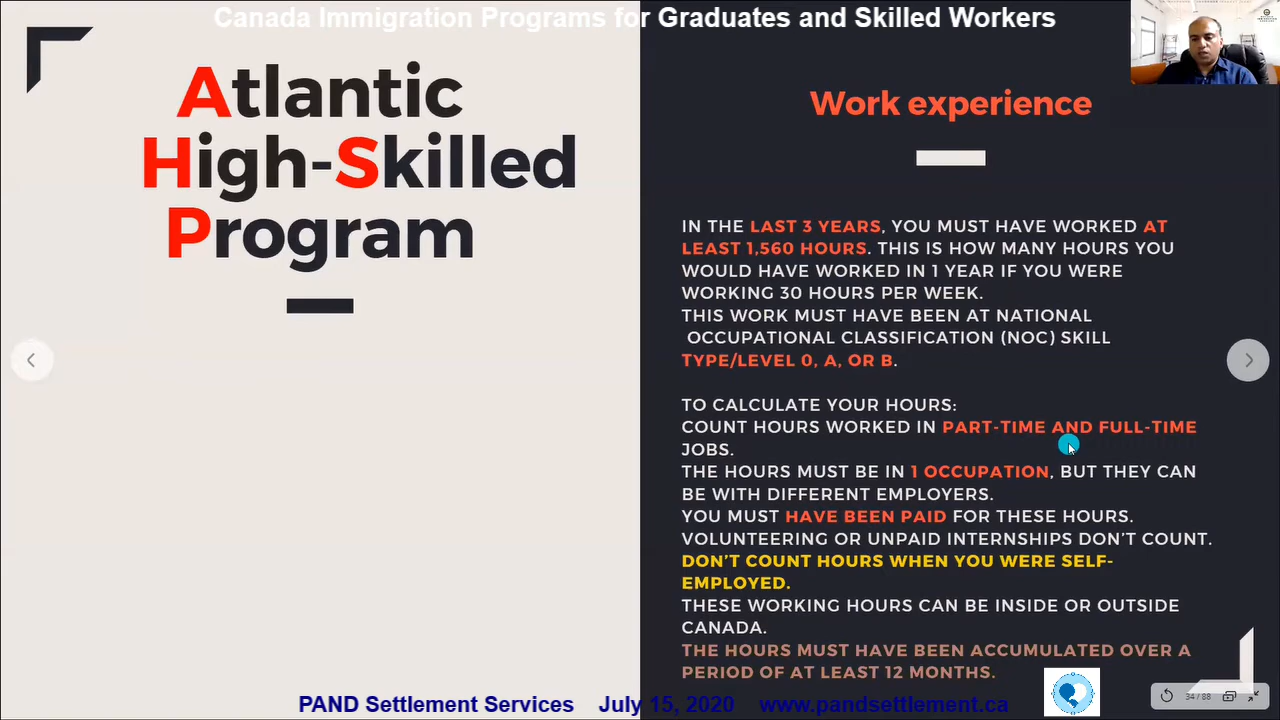 Canada Immigration Programs for Graduates and Skilled Workers
Atlantic
High-Skilled
Program
Work experience
IN THE LAST 3 YEARS, YOU MUST HAVE WORKED AT
LEAST 1,560 HOURS. THIS IS HOW MANY HOURS YOU
WOULD HAVE WORKED IN 1 YEAR IF YOU WERE
WORKING 30 HOURS PER WEEK.
THIS WORK MUST HAVE BEEN AT NATIONAL
OCCUPATIONAL CLASSIFICATION (NOC) SKILL
TYPE/LEVEL 0, A, OR B.
TO CALCULATE YOUR HOURS:
COUNT HOURS WORKED IN PART-TIME AND FULL-TIME
JOBS.
THE HOURS MUST BE IN 1 OCCUPATION, BUT THEY CAN
BE WITH DIFFERENT EMPLOYERS.
YOU MUST HAVE BEEN PAID FOR THESE HOURS.
VOLUNTEERING OR UNPAID INTERNSHIPS DON'T COUNT.
DON'T COUNT HOURS WHEN YOU WERE SELF-
EMPLOYED.
THESE WORKING HOURS CAN BE INSIDE OR OUTSIDE
CANADA.
THE HOURS MUST HAVE BEEN ACCUMULATED OVER A
PERIOD OF AT LEAST 12 MONTHS.
34 / 88
PAND Settlement Services July 15, 2020 www.pandsettlement.ca